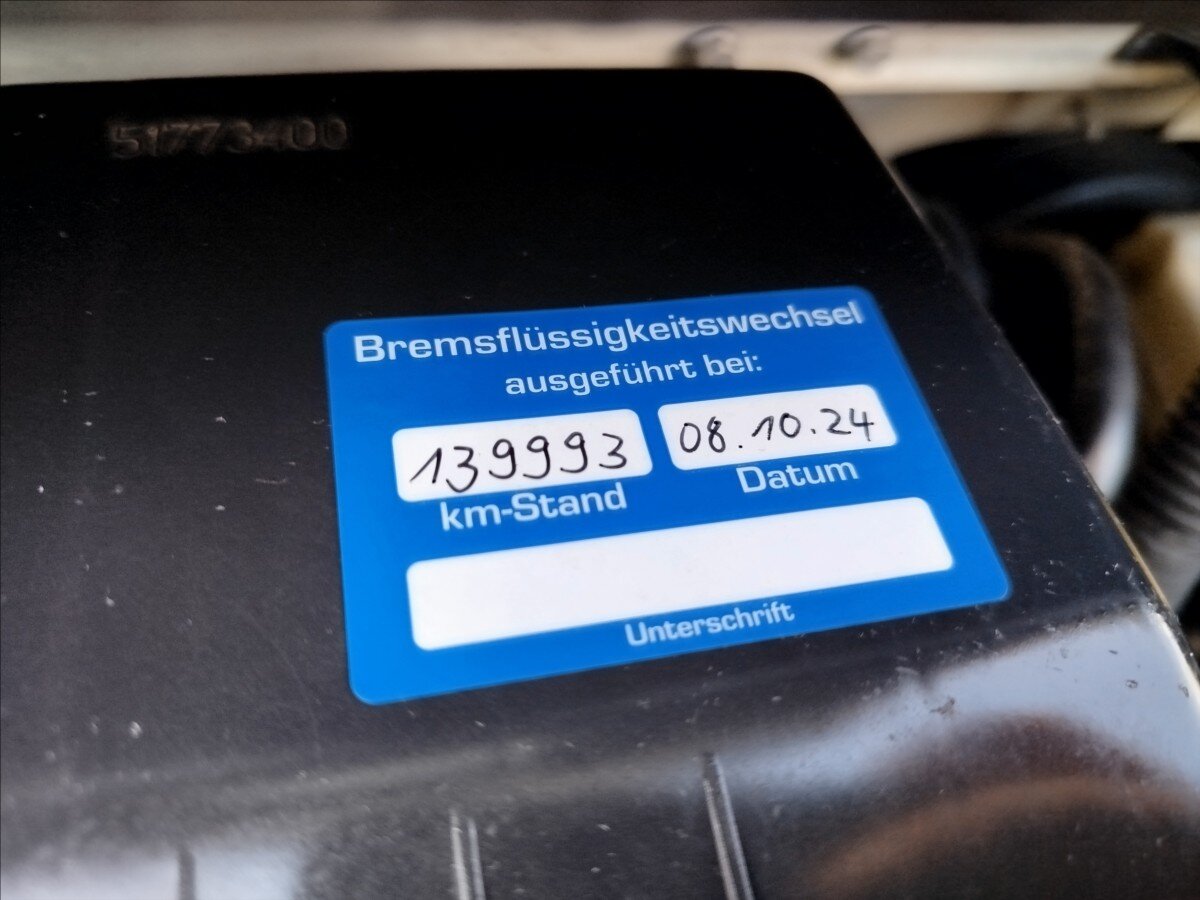 51773400
Bremsflüssigkeitswechsel
ausgeführt bei:
139993 08.10.24
km-Stand Datum
Unterschrift